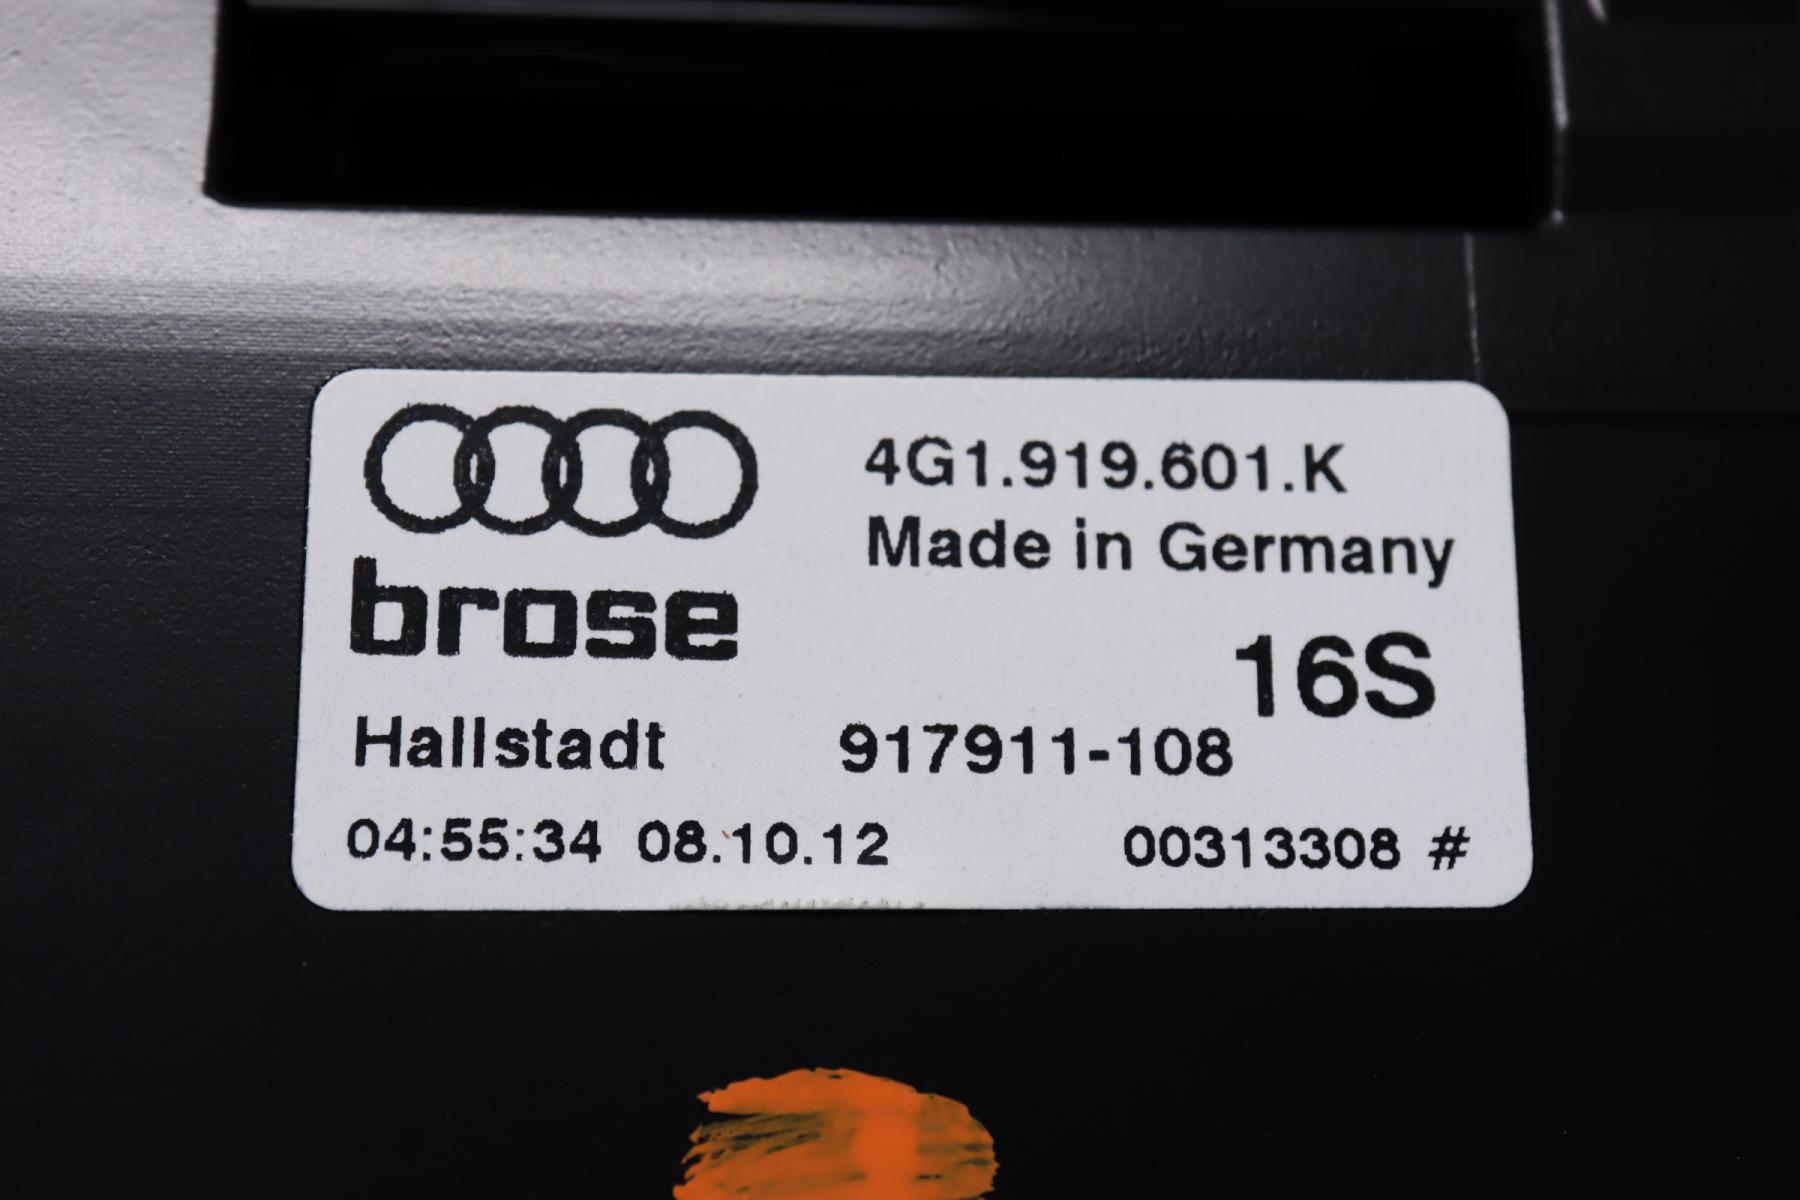 4G1.919.601.K
Made in Germany
brose
16S
Hallstadt 917911-108
04:55:34 08.10.12 00313308 #